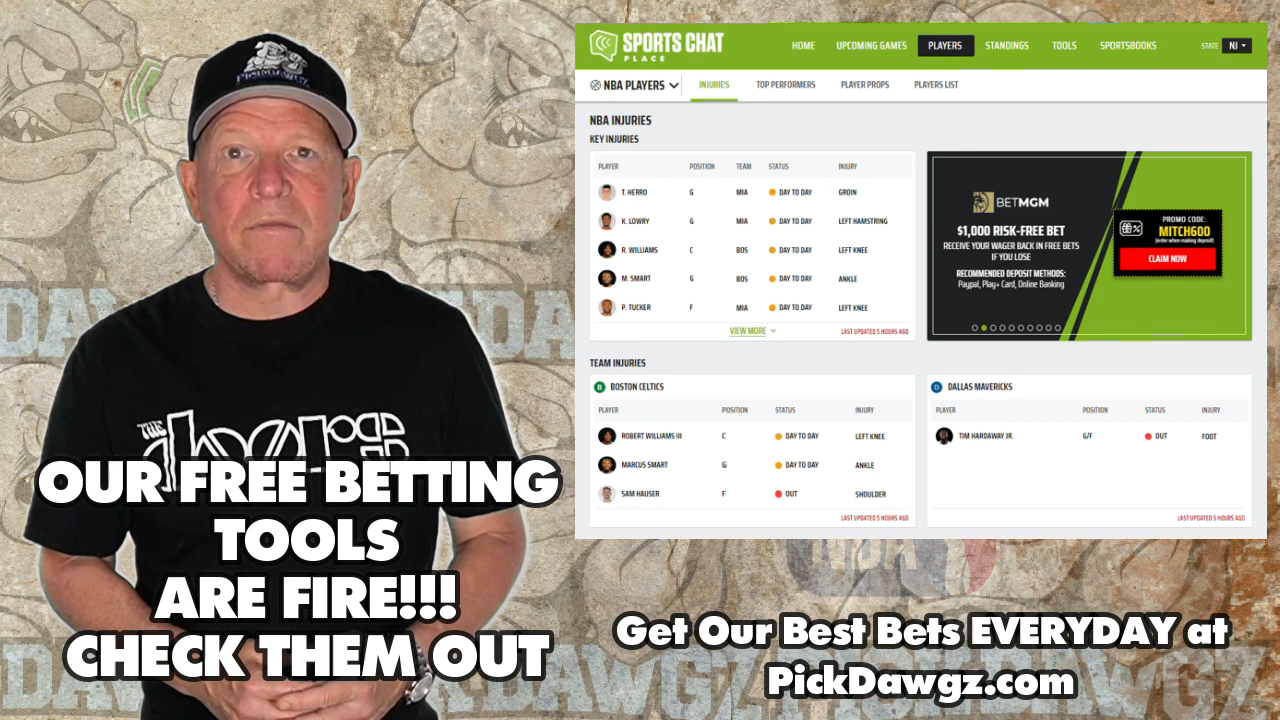 PICKDAWGZ
THE
doors
OUR FREE BETTING
TOOLS
ARE FIRE!!!
CHECK THEM OUT
SPORTS CHAT
PLACE
HOME
UPCOMING GAMES
PLAYERS
STANDINGS
TOOLS
SPORTSBOOKS
STATE
NJ
NBA PLAYERS
INJURIES
TOP PERFORMERS
PLAYER PROPS
PLAYERS LIST
NBA INJURIES
KEY INJURIES
PLAYER POSITION TEAM STATUS INJURY
T. HERRO G MIA DAY TO DAY GROIN
K. LOWRY G MIA DAY TO DAY LEFT HAMSTRING
R. WILLIAMS C BOS DAY TO DAY LEFT KNEE
M. SMART G BOS DAY TO DAY ANKLE
P. TUCKER F MIA DAY TO DAY LEFT KNEE
VIEW MORE
LAST UPDATED 5 HOURS AGO
BETMGM
$1,000 RISK-FREE BET
RECEIVE YOUR WAGER BACK IN FREE BETS
IF YOU LOSE
RECOMMENDED DEPOSIT METHODS:
Paypal, Play+ Card, Online Banking
PROMO CODE:
MITCH600
(enter when making deposit)
CLAIM NOW
TEAM INJURIES
B BOSTON CELTICS
PLAYER POSITION STATUS INJURY
ROBERT WILLIAMS III C DAY TO DAY LEFT KNEE
MARCUS SMART G DAY TO DAY ANKLE
SAM HAUSER F OUT SHOULDER
LAST UPDATED 5 HOURS AGO
D DALLAS MAVERICKS
PLAYER POSITION STATUS INJURY
TIM HARDAWAY JR. G/F OUT FOOT
LAST UPDATED 5 HOURS AGO
NBA
Get Our Best Bets EVERYDAY at
PickDawgz.com